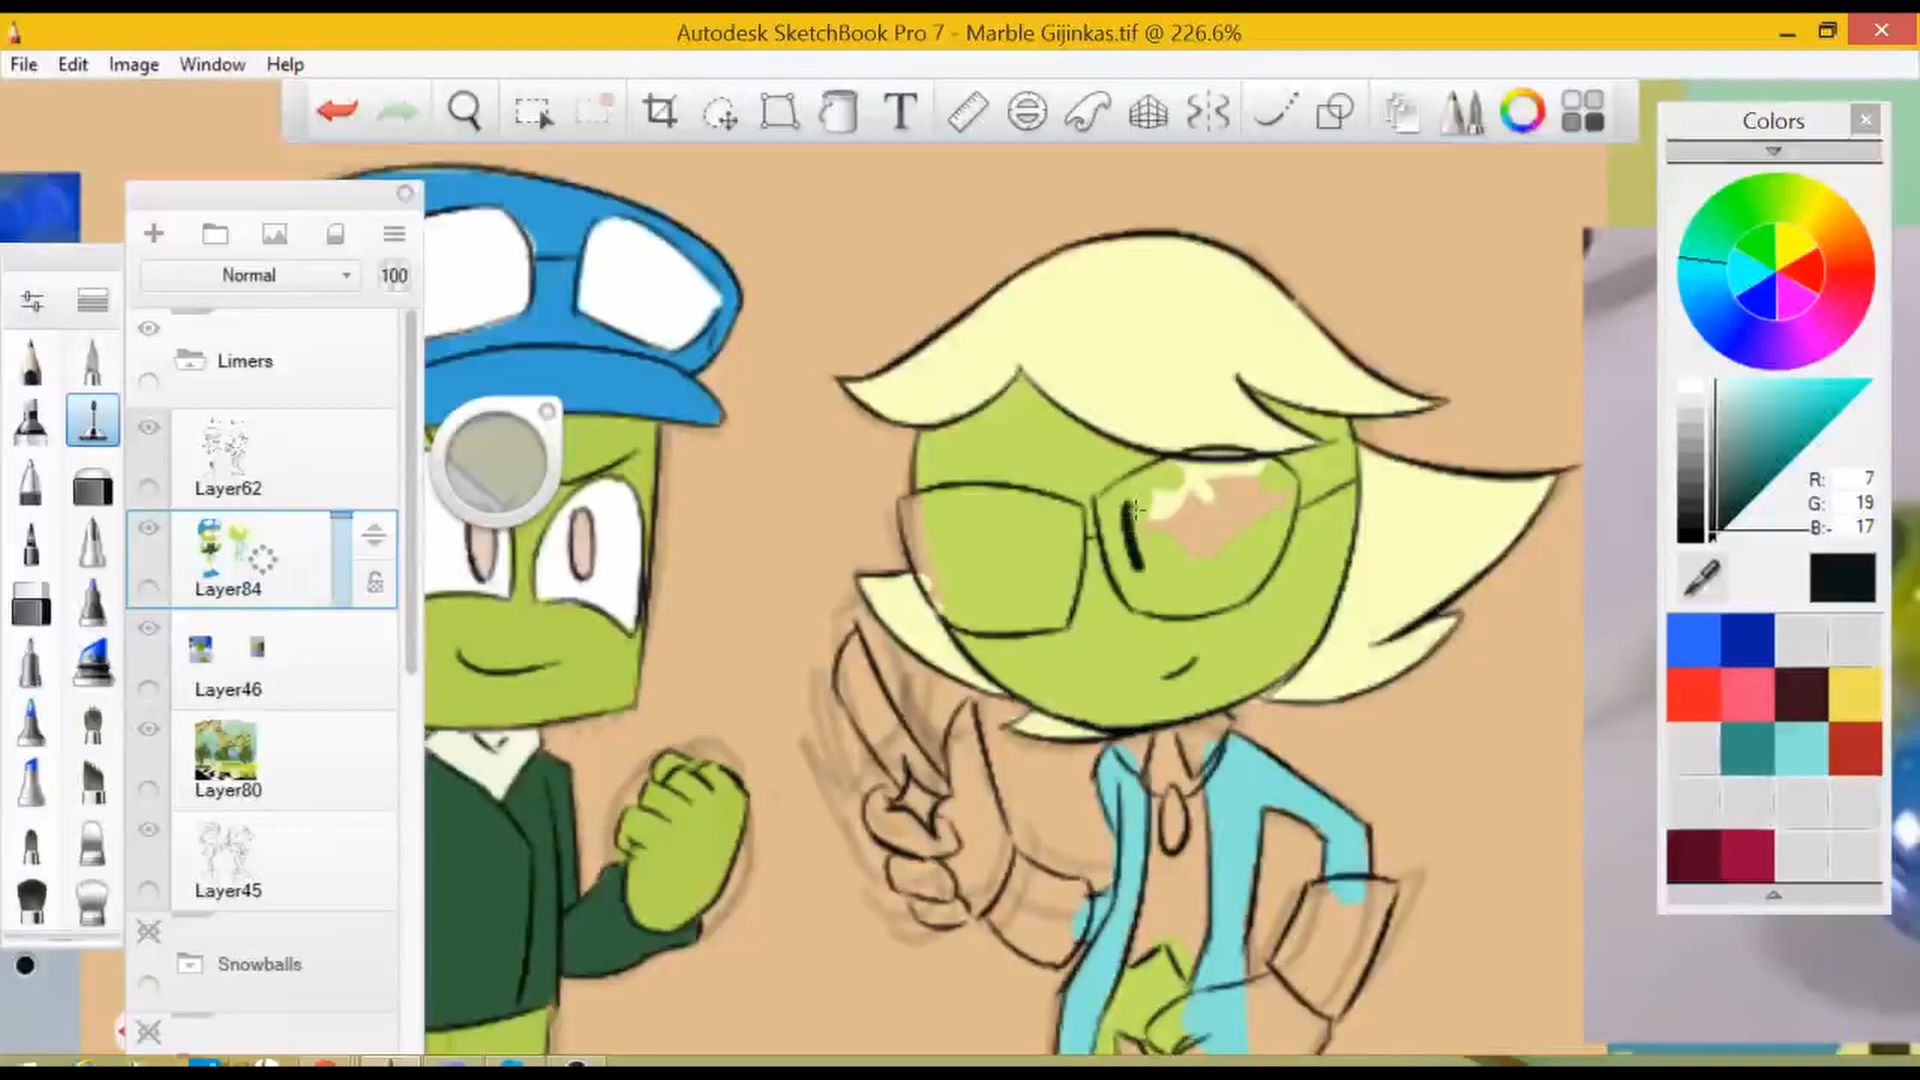 Autodesk SketchBook Pro 7 - Marble Gijinkas.tif @ 226.6%
File Edit Image Window Help
T
Colors
Normal 100
Limers
Layer62
Layer84
Layer46
Layer80
Layer45
Snowballs
R: 7
G: 19
B: 17